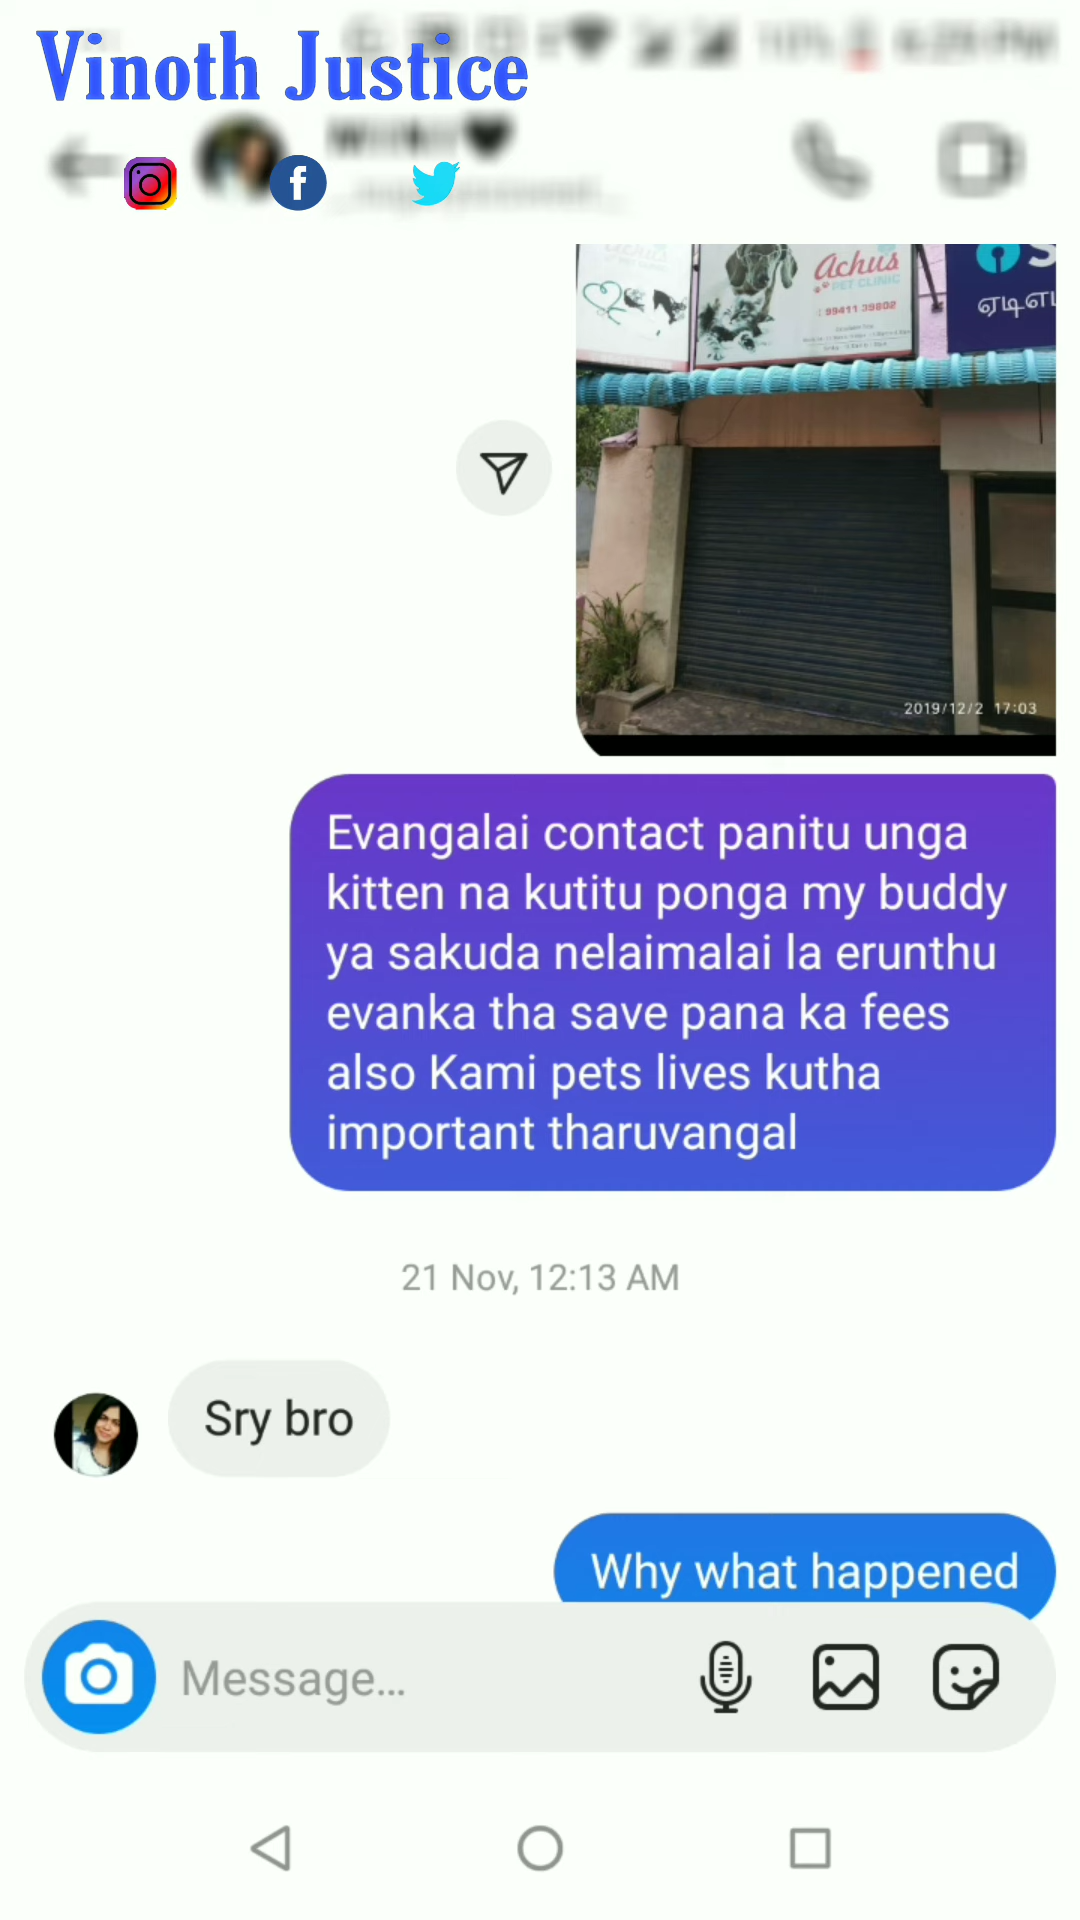 Vinoth Justice
Achus
PET CLINIC
: 99411 39802
S
ஏடிஎ
2019/12/2 17:03
Evangalai contact panitu unga
kitten na kutitu ponga my buddy
ya sakuda nelaimalai la erunthu
evanka tha save pana ka fees
also Kami pets lives kutha
important tharuvangal
21 Nov, 12:13 AM
Sry bro
Why what happened
Message...